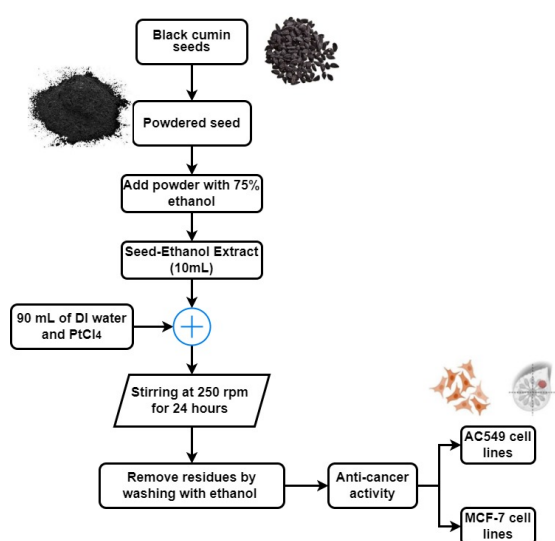 Black cumin
seeds
Powdered seed
Add powder with 75%
ethanol
Seed-Ethanol Extract
(10mL)
90 mL of DI water
and PtCl4
Stirring at 250 rpm
for 24 hours
Remove residues by
washing with ethanol
Anti-cancer
activity
AC549 cell
lines
MCF-7 cell
lines